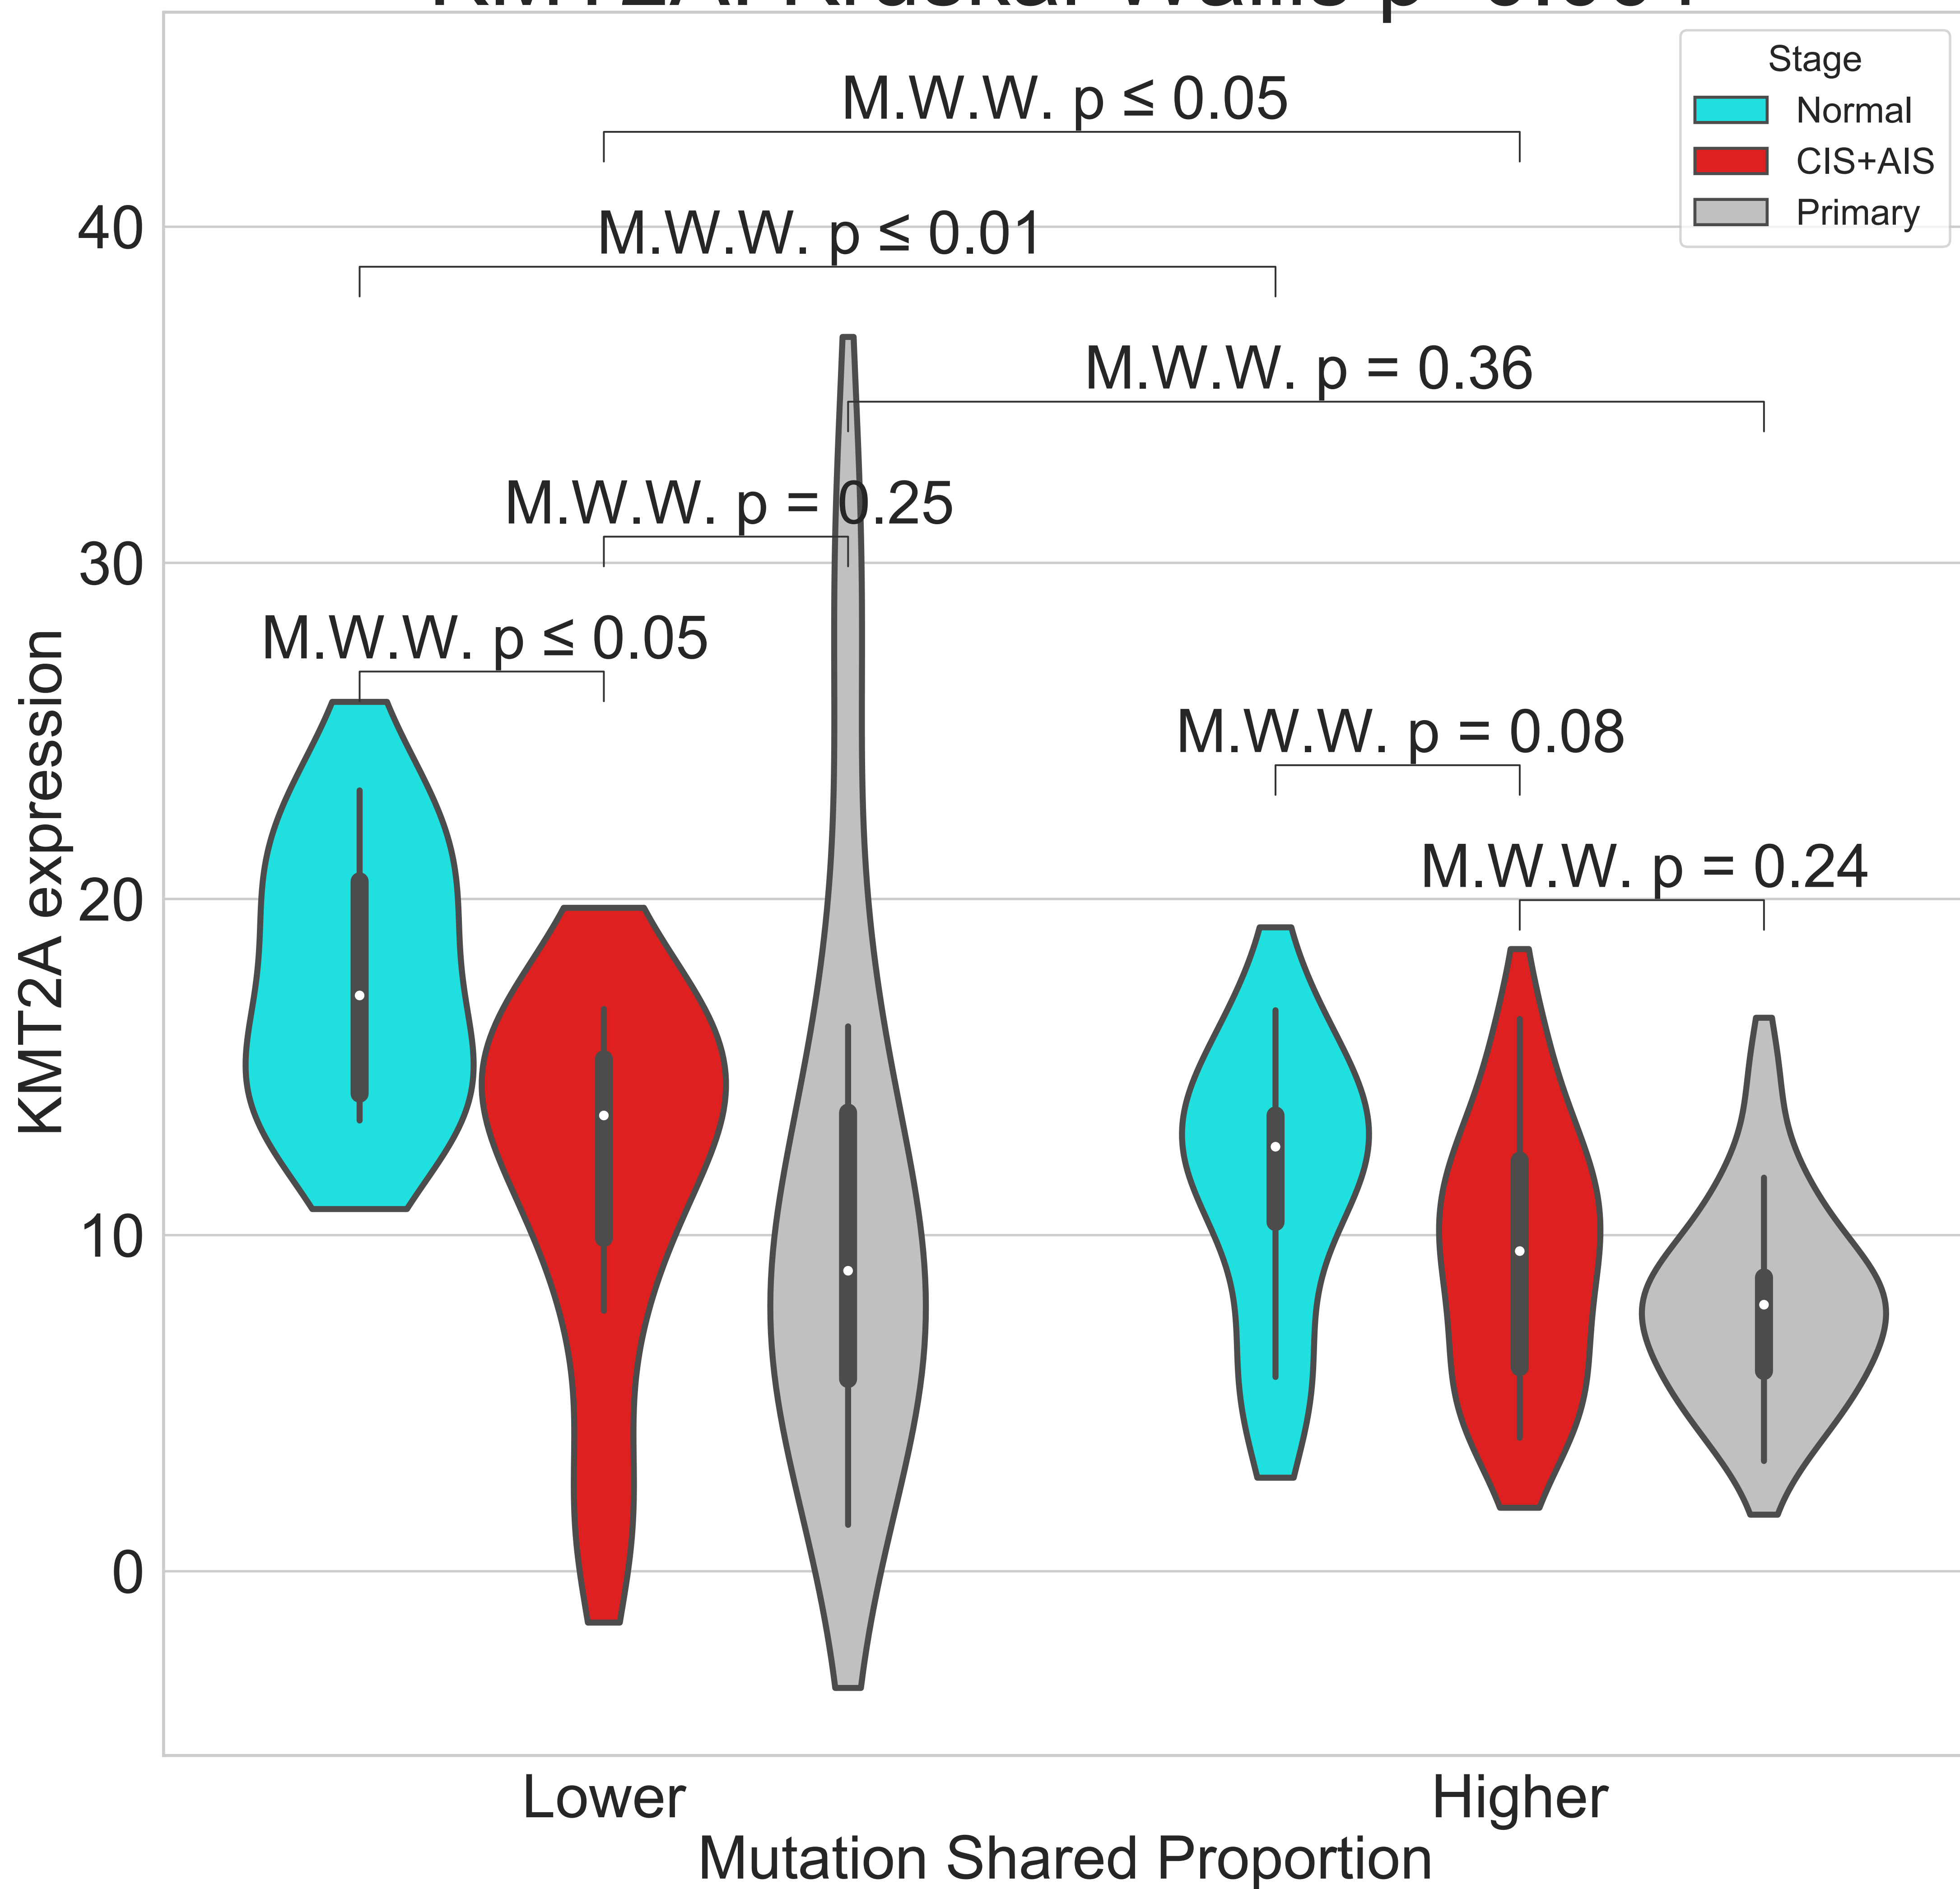 Stage
Normal
CIS+AIS
Primary
M.W.W. p ≤ 0.05
M.W.W. p ≤ 0.01
M.W.W. p = 0.36
M.W.W. p = 0.25
M.W.W. p ≤ 0.05
M.W.W. p = 0.08
M.W.W. p = 0.24
40
30
20
10
0
KMT2A expression
Lower
Higher
Mutation Shared Proportion